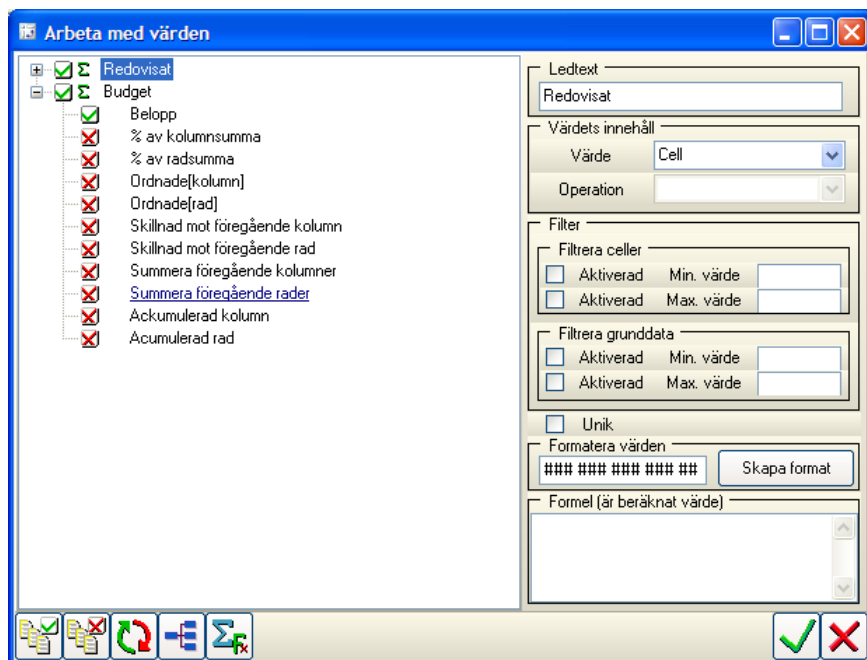 Arbeta med värden
Σ Redovisat
Σ Budget
Belopp
% av kolumnsumma
% av radsumma
Ordnade[kolumn]
Ordnade[rad]
Skillnad mot föregående kolumn
Skillnad mot föregående rad
Summera föregående kolumner
Summera föregående rader
Ackumulerad kolumn
Acumulerad rad
Ledtext
Redovisat
Värdets innehåll
Värde Cell
Operation
Filter
Filtrera celler
Aktiverad Min. värde
Aktiverad Max. värde
Filtrera grunddata
Aktiverad Min. värde
Aktiverad Max. värde
Unik
Formatera värden
### ### ### ### ## Skapa format
Formel (är beräknat värde)
ΣFx